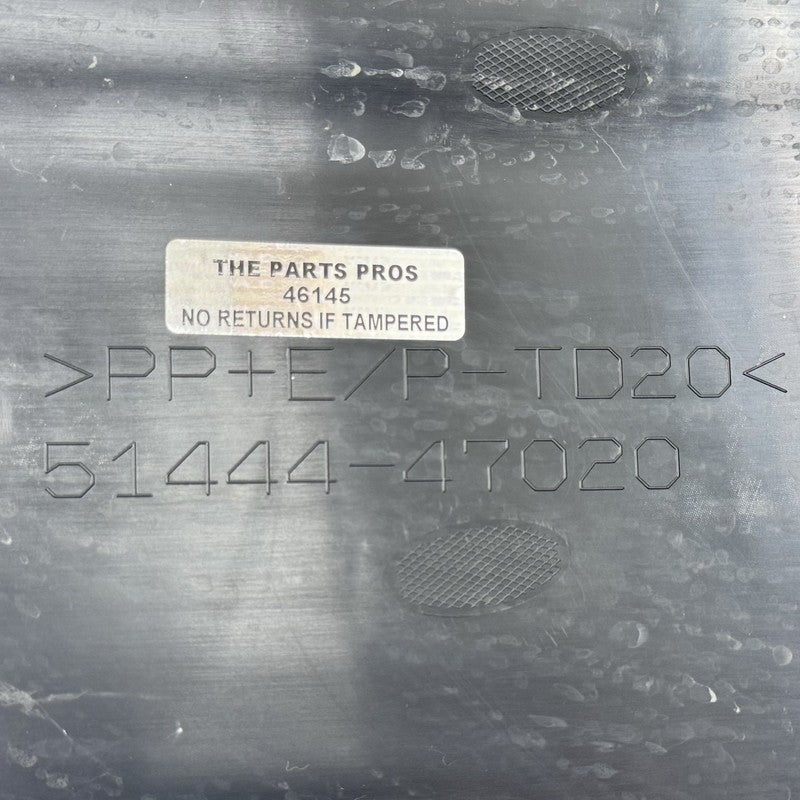 THE PARTS PROS
46145
NO RETURNS IF TAMPERED
>PP+E/P-TD20<
51444-47020